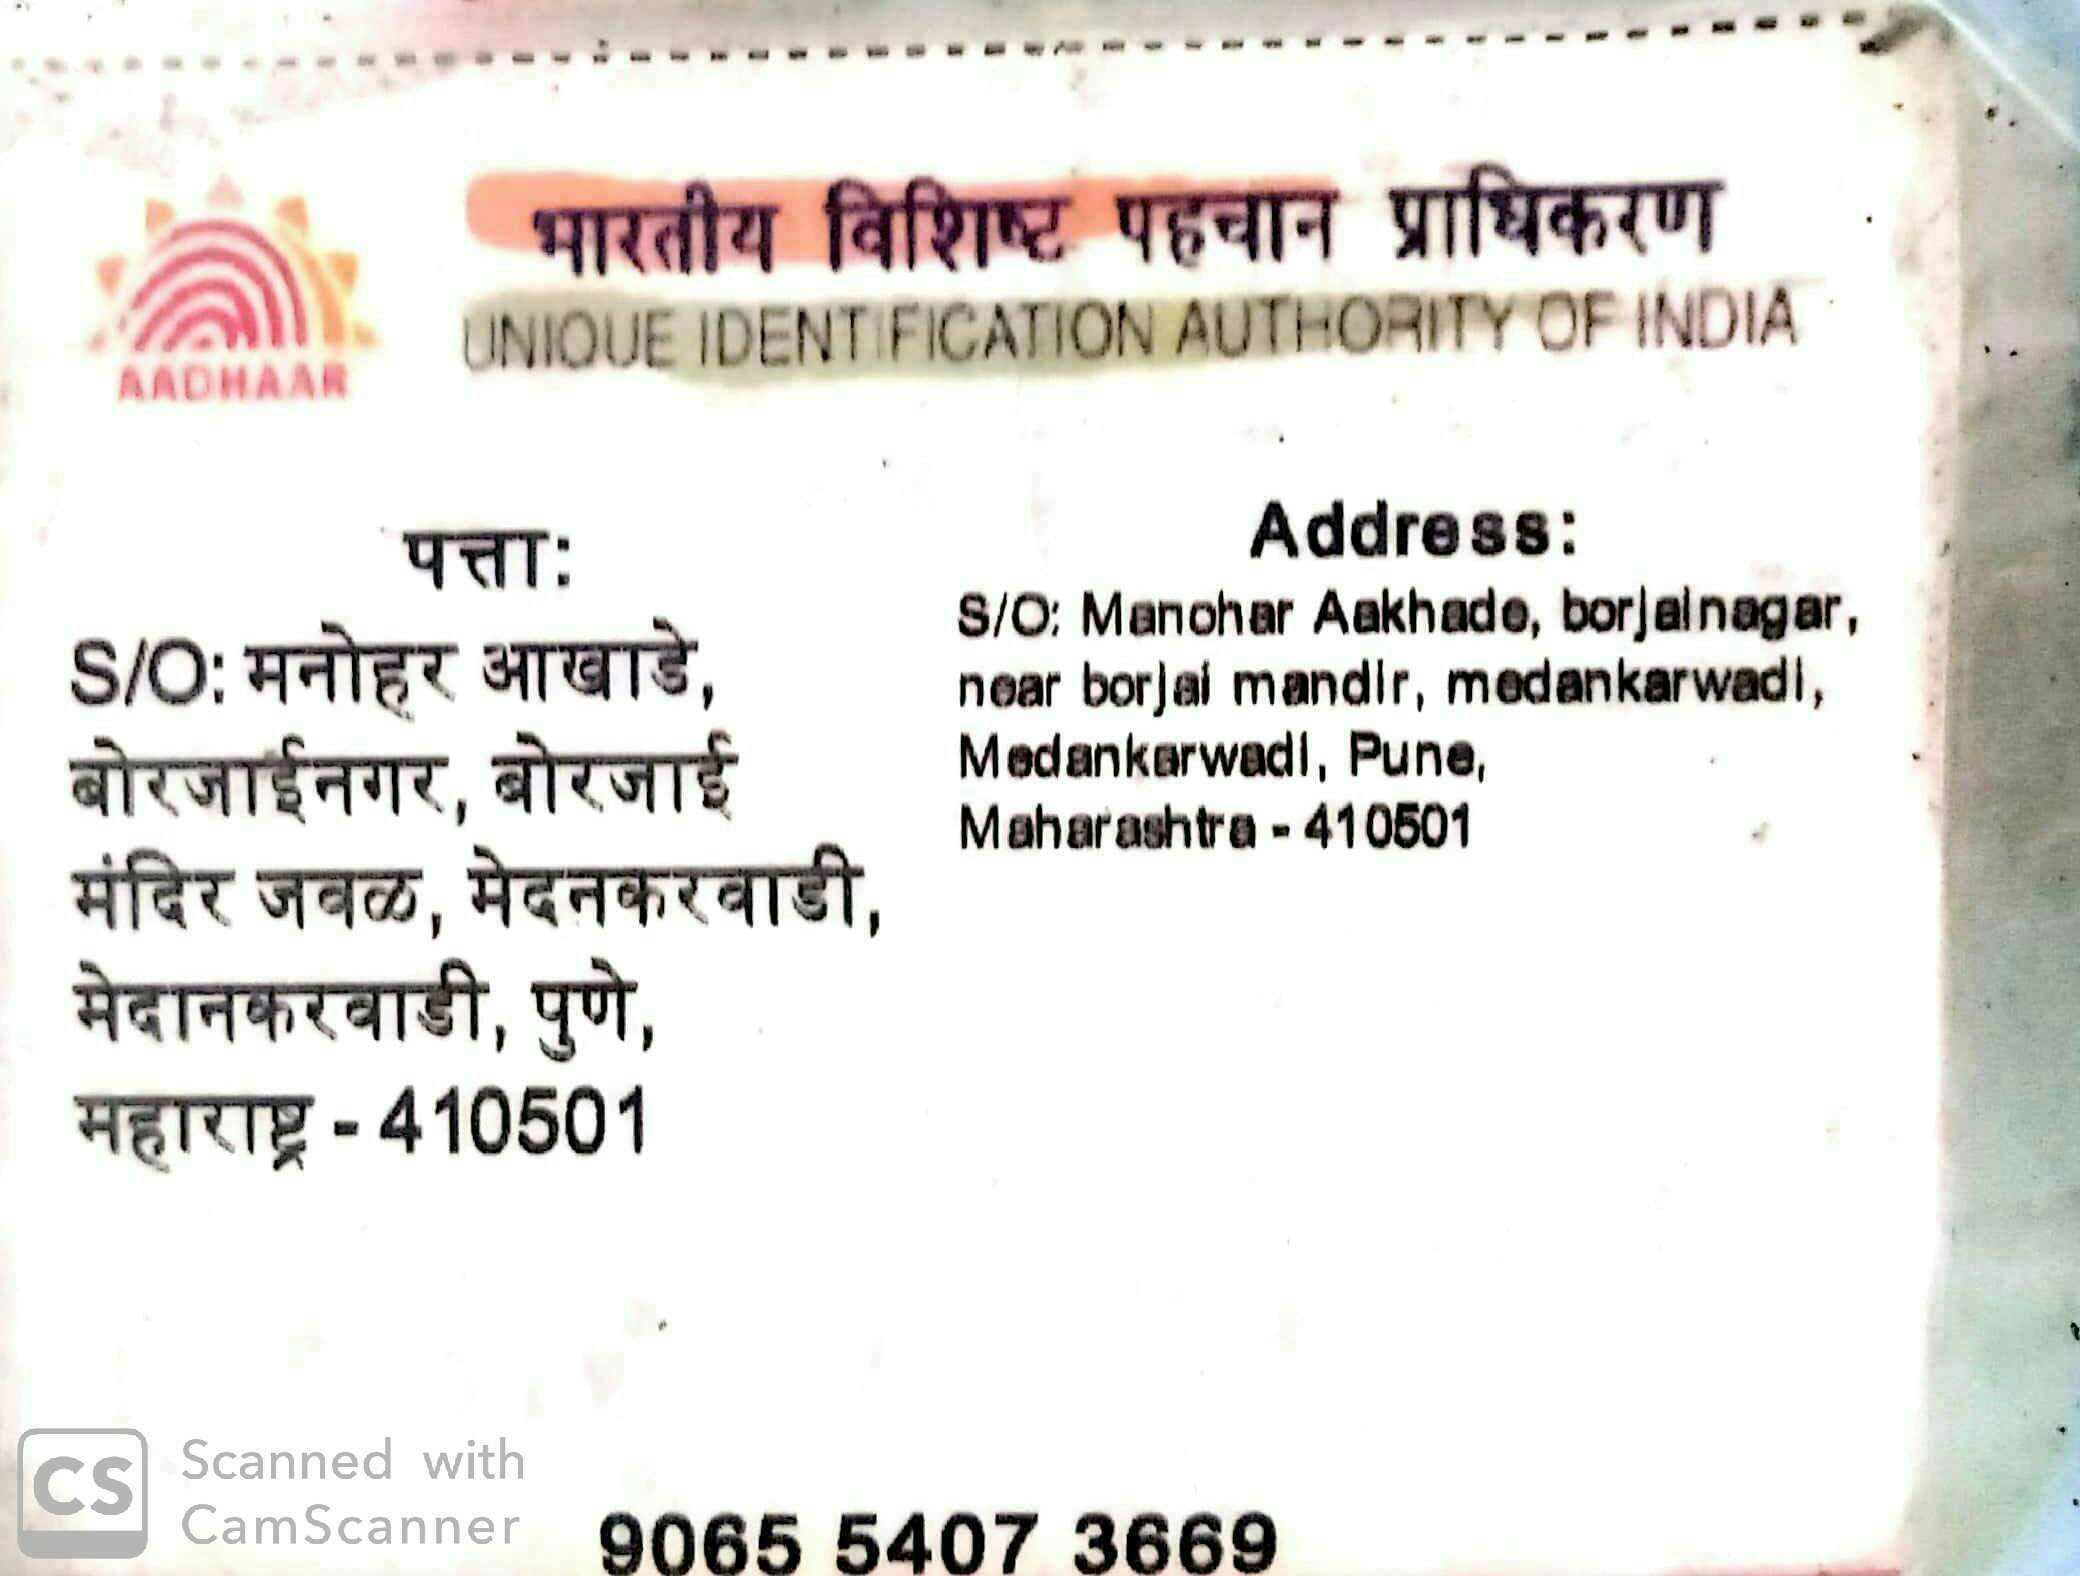 भारतीय विशिष्ट पहचान प्राधिकरण
UNIQUE IDENTIFICATION AUTHORITY OF INDIA
AADHAAR
पत्ता:
S/O: मनोहर आखाडे,
बोरजाईनगर, बोरजाई
मंदिर जवळ, मेदनकरवाडी,
मेदानकरवाडी, पुणे,
महाराष्ट्र - 410501
Address:
S/O: Manohar Aakhade, borjainagar,
near borjai mandir, medankarwadi,
Medankarwadi, Pune,
Maharashtra - 410501
9065 5407 3669
CS
Scanned with
CamScanner